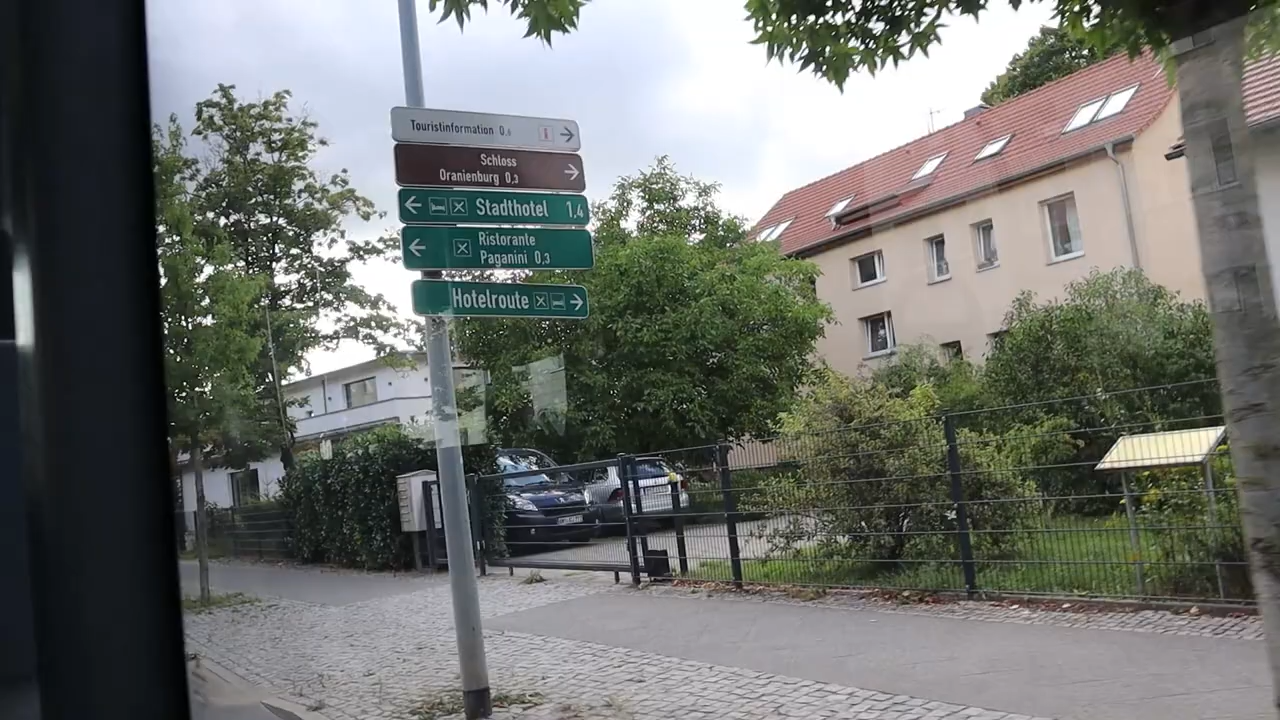 Touristinformation 0,6
Schloss
Oranienburg 0,3
Stadthotel 1,4
Ristorante
Paganini 0,3
Hotelroute